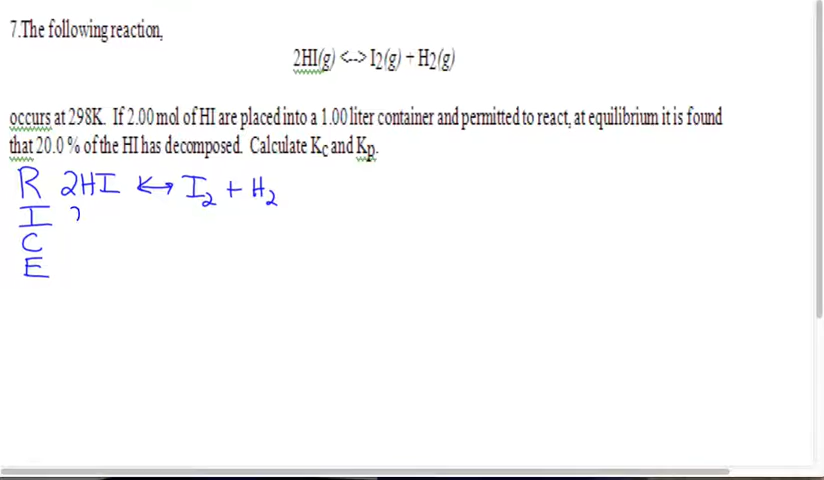 7.The following reaction,
2HI(g) <--> I2(g) + H2(g)
occurs at 298K. If 2.00 mol of HI are placed into a 1.00 liter container and permitted to react, at equilibrium it is found
that 20.0 % of the HI has decomposed. Calculate Kc and Kp.
R 2HI ↔ I2 + H2
I
C
E